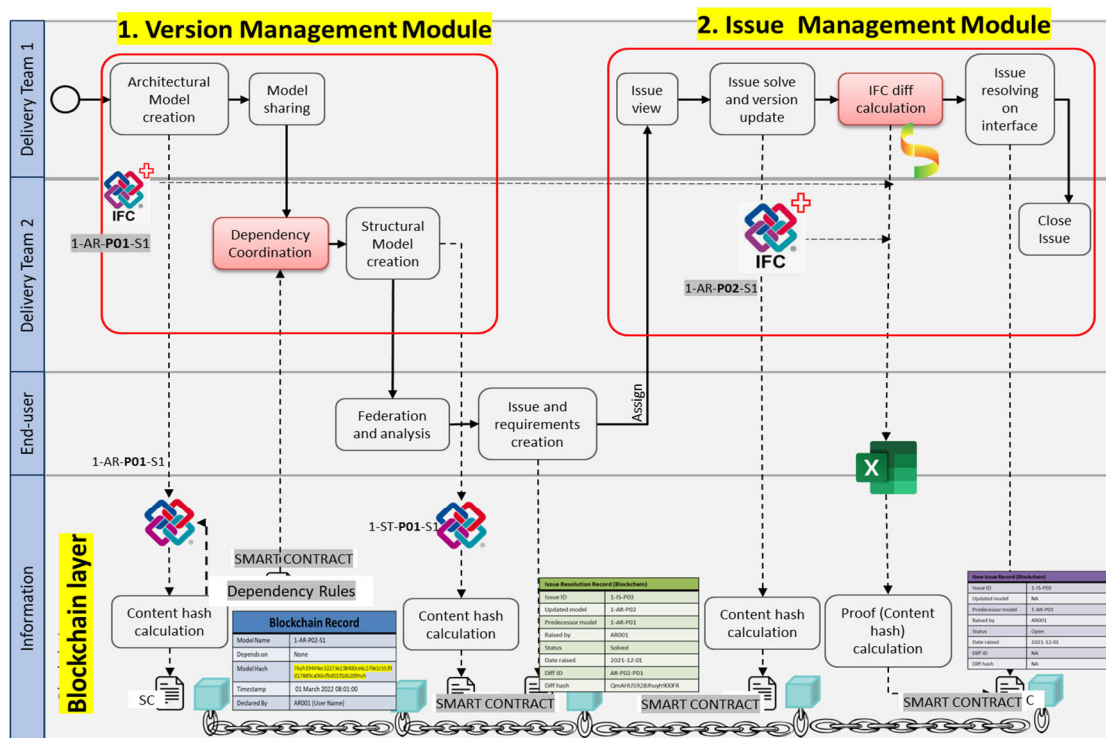 1. Version Management Module
2. Issue Management Module
Delivery Team 1
Architectural
Model
creation
Model
sharing
Issue
view
Issue solve
and version
update
IFC diff
calculation
Issue
resolving
on
interface
Delivery Team 2
IFC
1-AR-P01-S1
Dependency
Coordination
Structural
Model
creation
IFC
1-AR-P02-S1
Close
Issue
End-user
Federation
and analysis
Issue and
requirements
creation
Assign
X
Information
Blockchain layer
1-AR-P01-S1
1-ST-P01-S1
SMART CONTRACT
Dependency Rules
Content hash
calculation
Blockchain Record
Model Name 1-AR-P02-S1
Depends on None
Model Hash
Timestamp 01 March 2022 08:01:00
Declared By AR001 (User Name)
Content hash
calculation
Issue Resolution Record (Blockchain)
Issue ID 1-IS-P03
Updated model 1-AR-P02
Predecessor model 1-AR-P01
Raised by AR001
Status Solved
Date raised 2021-12-01
Diff ID AR-P02-P01
Diff hash
Content hash
calculation
Proof (Content
hash)
calculation
New Issue Record (Blockchain)
Issue ID 1-IS-P03
Updated model NA
Predecessor model 1-AR-P01
Raised by AR001
Status Open
Date raised 2021-12-01
Diff ID NA
Diff hash NA
SC
SMART CONTRACT
SMART CONTRACT
SMART CONTRACT
C